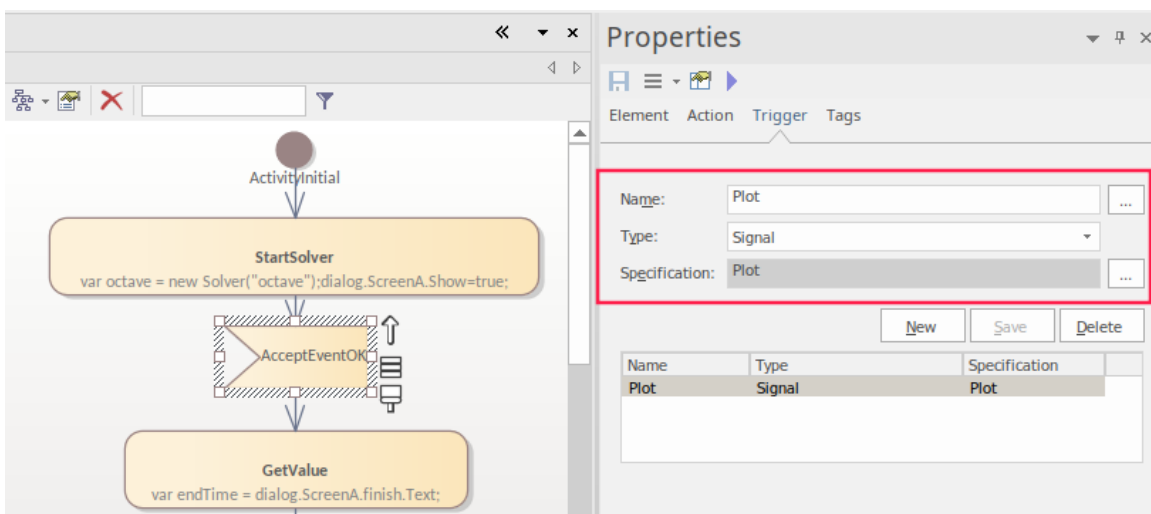 Properties
Element Action Trigger Tags
ActivityInitial
StartSolver
var octave = new Solver("octave");dialog.ScreenA.Show=true;
AcceptEventOK
GetValue
var endTime = dialog.ScreenA.finish.Text;
Name: Plot ...
Type: Signal
Specification: Plot ...
New Save Delete
Name Type Specification
Plot Signal Plot